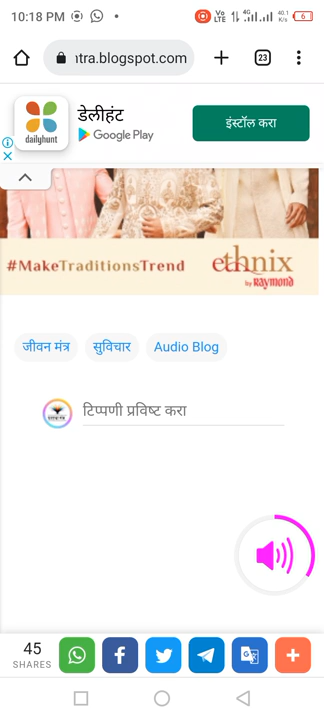 10:18 PM
Vo
LTE
4G
40.1
K/s
6
ntra.blogspot.com
23
डेलीहंट
dailyhunt
Google Play
इंस्टॉल करा
#MakeTraditionsTrend
ethnix
by Raymond
जीवन मंत्र
सुविचार
Audio Blog
टिप्पणी प्रविष्ट करा
45
SHARES